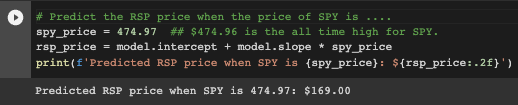 # Predict the RSP price when the price of SPY is ....
spy_price = 474.97  ## $474.96 is the all time high for SPY.
rsp_price = model.intercept + model.slope * spy_price
print(f'Predicted RSP price when SPY is {spy_price}: ${rsp_price:.2f}')
Predicted RSP price when SPY is 474.97: $169.00